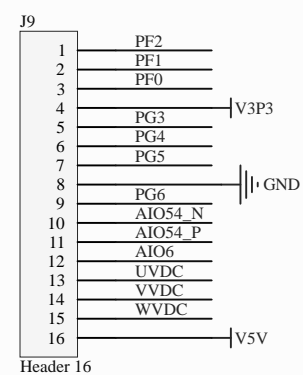 J9
1 PF2
2 PF1
3 PF0
4 V3P3
5 PG3
6 PG4
7 PG5
8 GND
9 PG6
10 AIO54_N
11 AIO54_P
12 AIO6
13 UVDC
14 VVDC
15 WVDC
16 V5V
Header 16